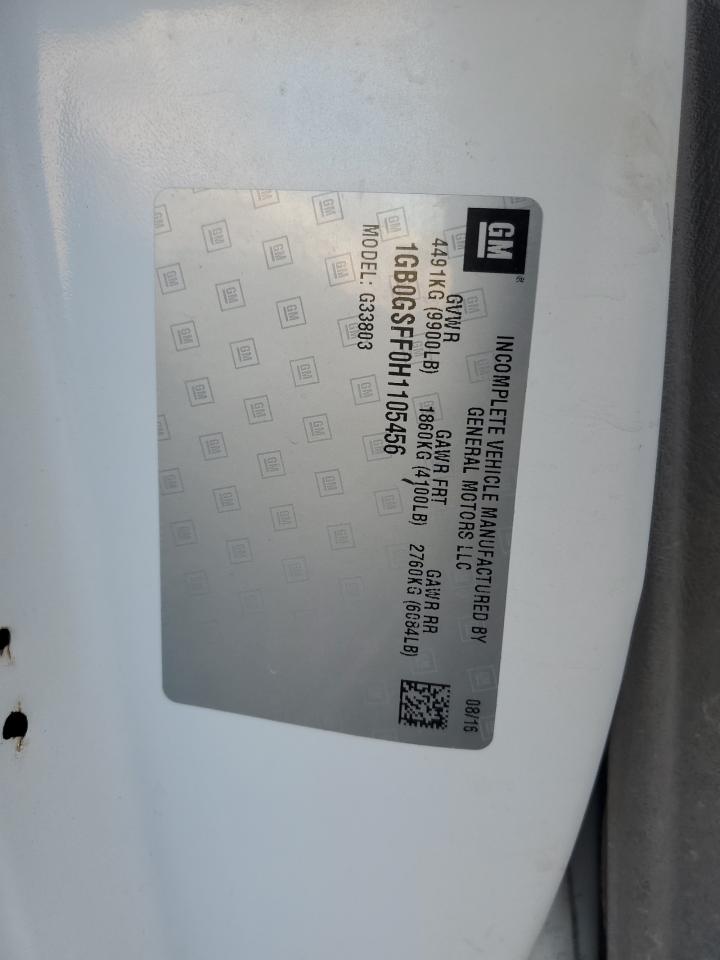 GM®
INCOMPLETE VEHICLE MANUFACTURED BY
GENERAL MOTORS LLC
08/16
GVWR GAWR FRT GAWR RR
4491KG (9900LB) 1860KG (4100LB) 2760KG (6084LB)
1GB0GSFF0H1105456
MODEL: G33803